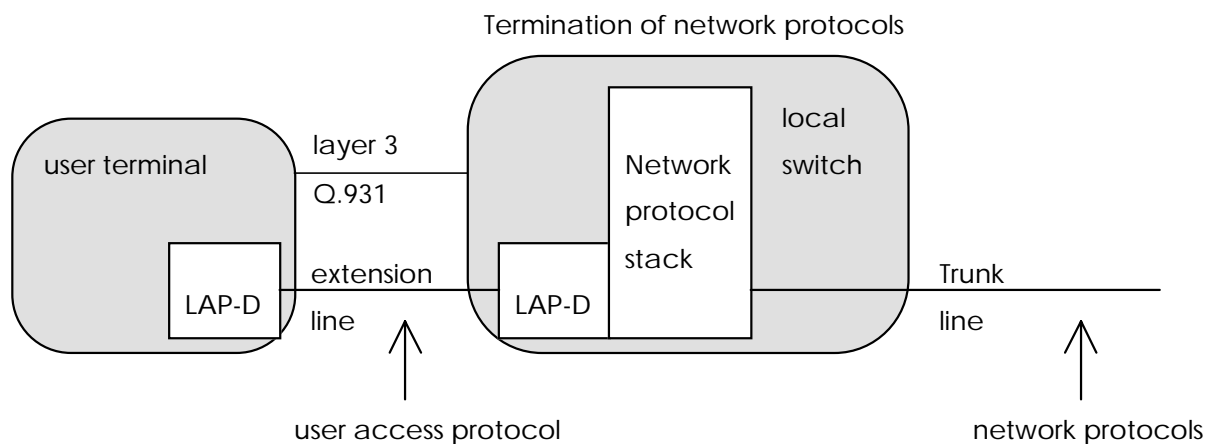 Termination of network protocols
user terminal
layer 3
Q.931
LAP-D
extension
line
LAP-D
Network
protocol
stack
local
switch
Trunk
line
user access protocol
network protocols